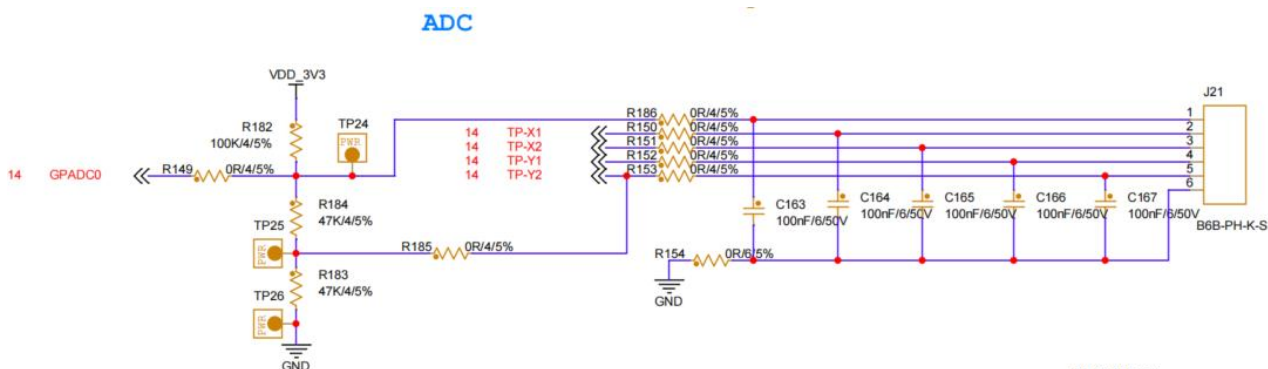 ADC
VDD_3V3
J21
R182
100K/4/5%
TP24
PWR
R186 0R/4/5% 1
14 TP-X1 R150 0R/4/5% 2
14 TP-X2 R151 0R/4/5% 3
14 TP-Y1 R152 0R/4/5% 4
14 TP-Y2 R153 0R/4/5% 5
6
14 GPADC0 R149 0R/4/5%
R184
47K/4/5%
TP25
PWR
C163
100nF/6/50V
C164
100nF/6/50V
C165
100nF/6/50V
C166
100nF/6/50V
C167
100nF/6/50V
B6B-PH-K-S
R185 0R/4/5%
R154 0R/6/5%
GND
R183
47K/4/5%
TP26
PWR
GND